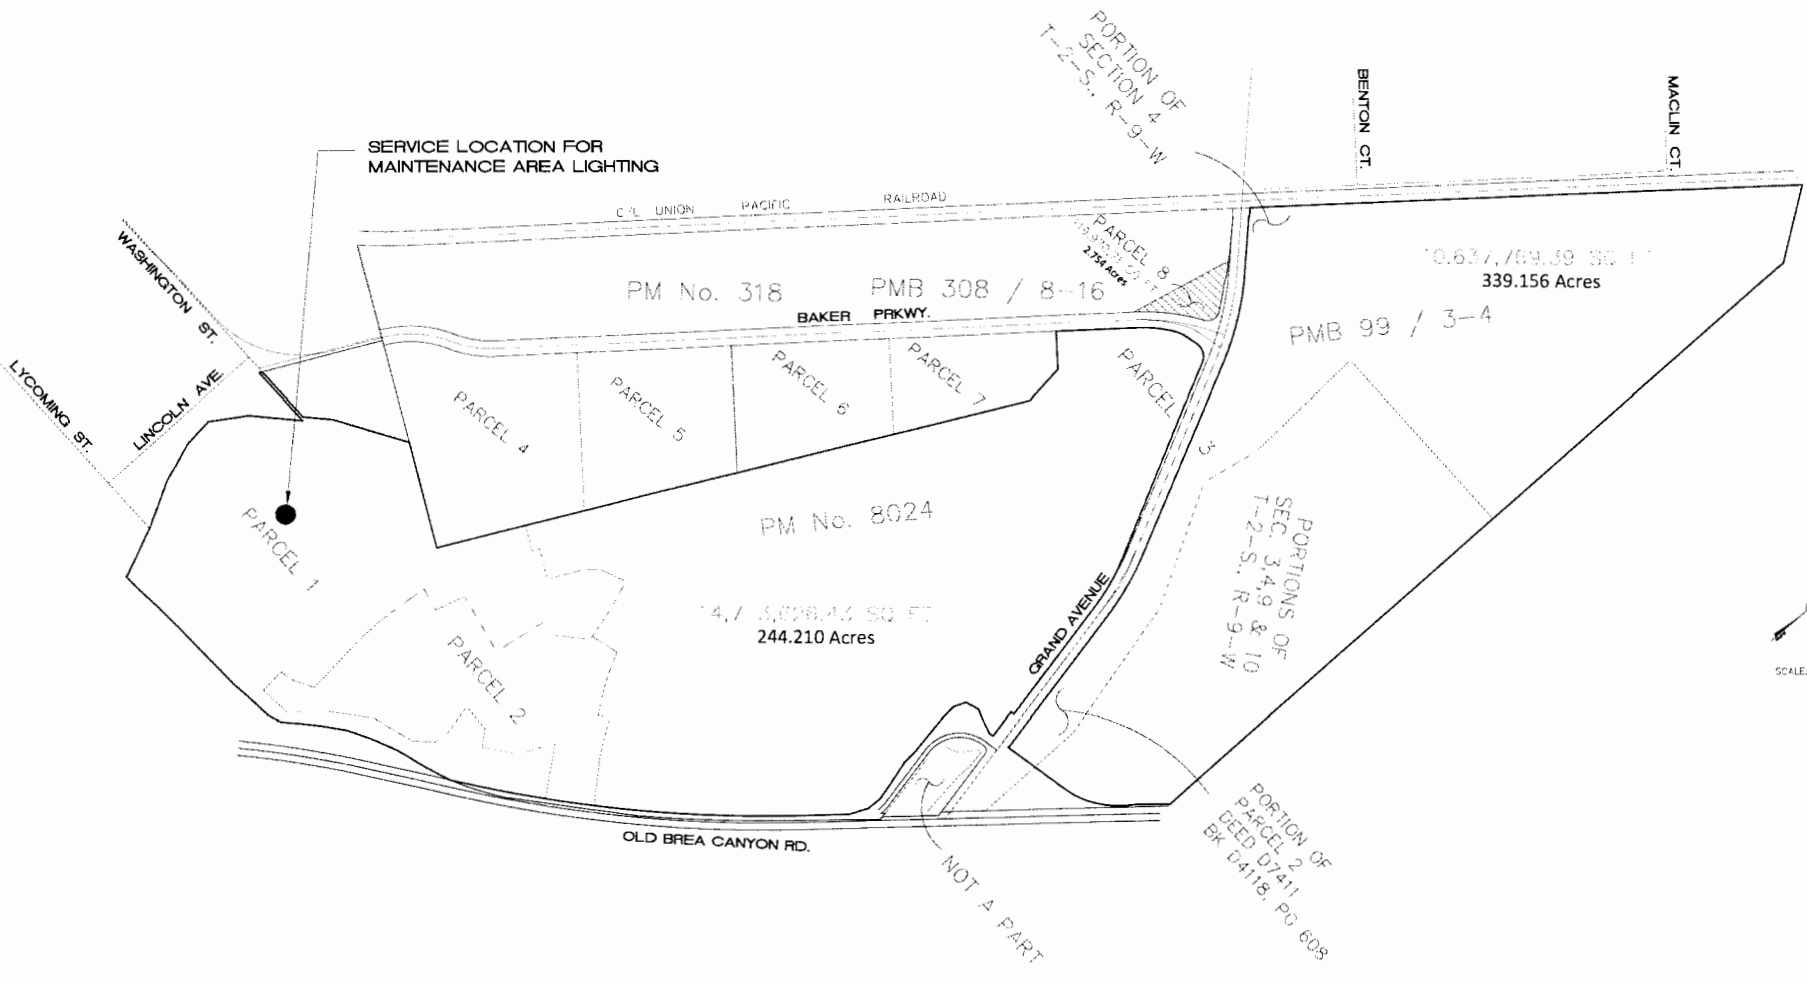 PORTION OF
SECTION 4
T-2-S., R-9-W
BENTON CT.
MACLIN CT.
SERVICE LOCATION FOR
MAINTENANCE AREA LIGHTING
C/L UNION PACIFIC RAILROAD
WASHINGTON ST.
LYCOMING ST.
LINCOLN AVE.
PM No. 318
PMB 308 / 8-16
BAKER PRKWY.
PARCEL 8
2.754 Acres
SQ
339.156 Acres
PMB 99 / 3-4
PARCEL 4
PARCEL 5
PARCEL 6
PARCEL 7
PARCEL 3
PARCEL 1
PM No. 8024
SQ FT
244.210 Acres
PARCEL 2
GRAND AVENUE
PORTIONS OF
SEC. 3,4,9 & 10
T-2-S., R-9-W
SCALE:
OLD BREA CANYON RD.
NOT A PART
PORTION OF
PARCEL 2
DEED D7411
BK D4118, PG 608